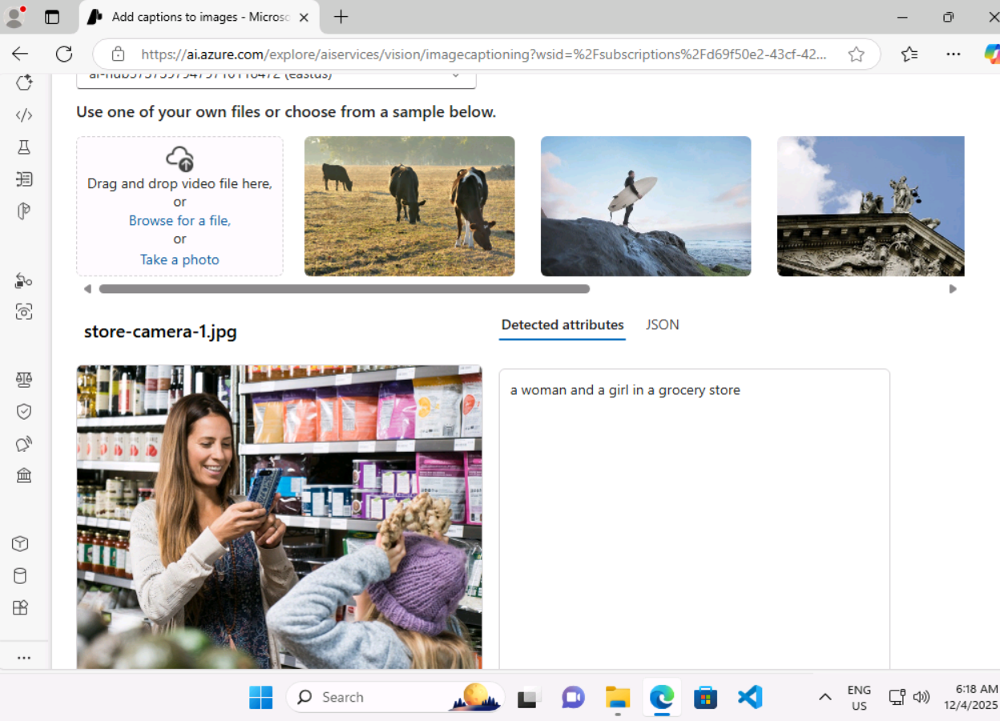 Add captions to images - Microso
https://ai.azure.com/explore/aiservices/vision/imagecaptioning?wsid=%2Fsubscriptions%2Fd69f50e2-43cf-42...
Use one of your own files or choose from a sample below.
Drag and drop video file here,
or
Browse for a file,
or
Take a photo
store-camera-1.jpg
Detected attributes
JSON
a woman and a girl in a grocery store
Search
ENG
US
6:18 AM
12/4/2025